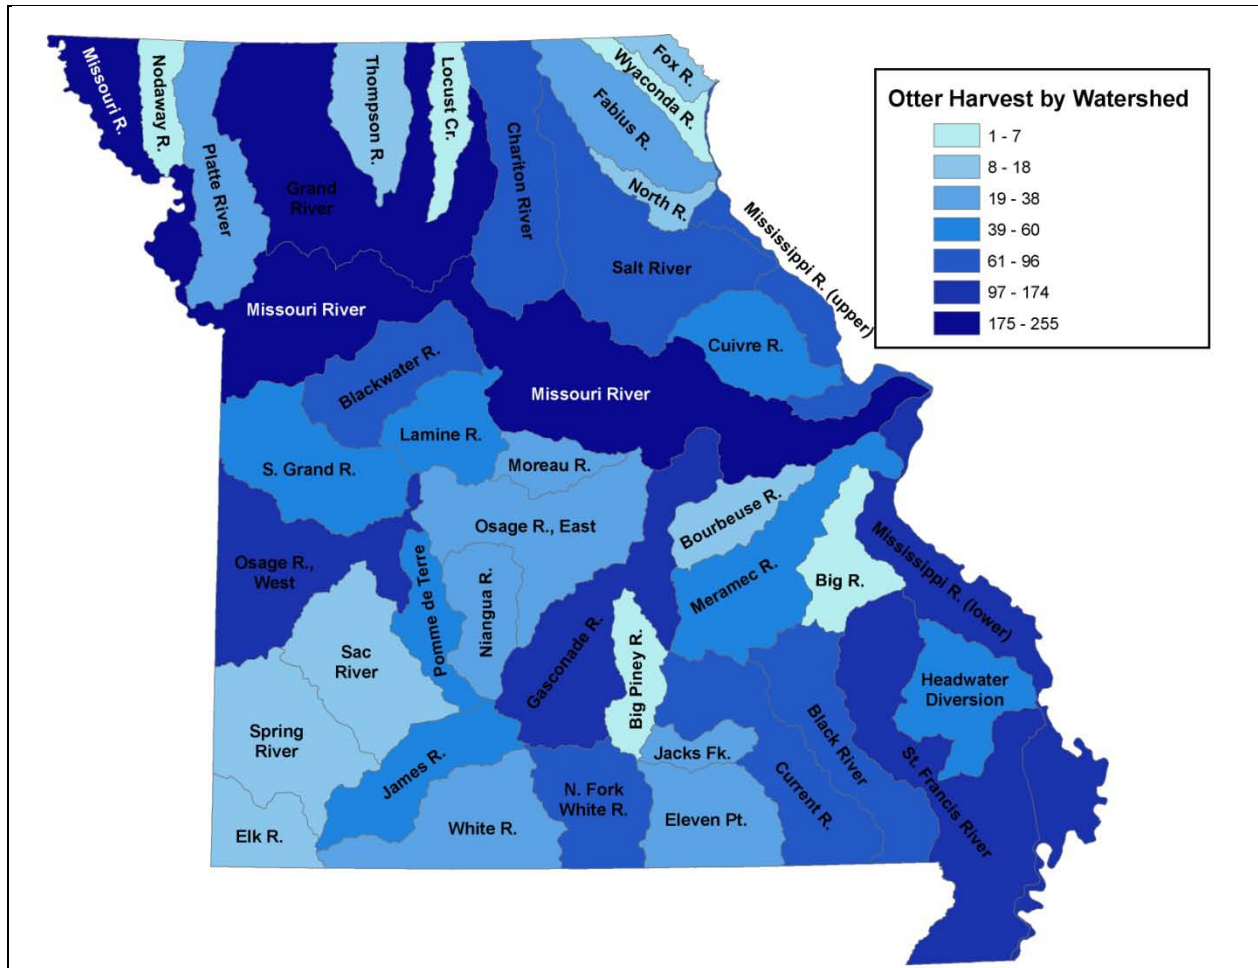 Missouri R.
Nodaway R.
Platte River
Grand
River
Thompson R.
Locust Cr.
Chariton River
Fabius R.
Wyaconda R.
Fox R.
North R.
Salt River
Mississippi R. (upper)
Otter Harvest by Watershed
1 - 7
8 - 18
19 - 38
39 - 60
61 - 96
97 - 174
175 - 255
Missouri River
Blackwater R.
Missouri River
Cuivre R.
S. Grand R.
Lamine R.
Moreau R.
Osage R., East
Bourbeuse R.
Osage R.,
West
Pomme de Terre
Niangua R.
Gasconade R.
Big Piney R.
Meramec R.
Big R.
Mississippi R. (lower)
Sac
River
Spring
River
Elk R.
James R.
White R.
N. Fork
White R.
Jacks Fk.
Eleven Pt.
Current R.
Black River
Headwater
Diversion
St. Francis River